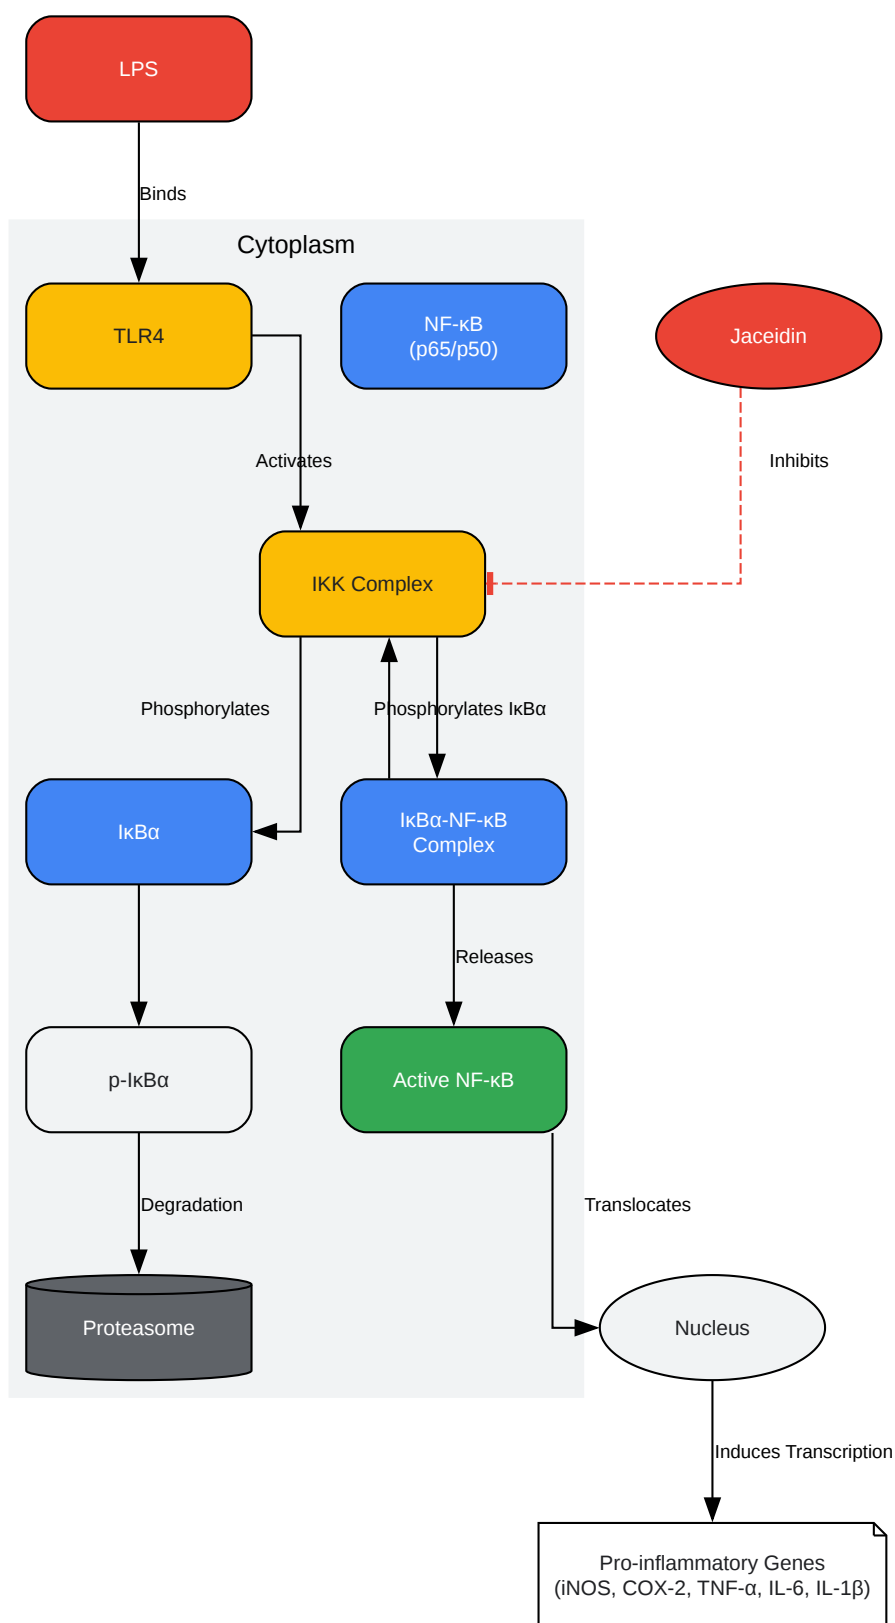 LPS
Binds
Cytoplasm
TLR4
NF-κB
(p65/p50)
Jaceidin
Activates
Inhibits
IKK Complex
Phosphorylates
Phosphorylates IκBα
IκBα
IκBα-NF-κB
Complex
Releases
p-IκBα
Active NF-κB
Degradation
Translocates
Proteasome
Nucleus
Induces Transcription
Pro-inflammatory Genes
(iNOS, COX-2, TNF-α, IL-6, IL-1β)